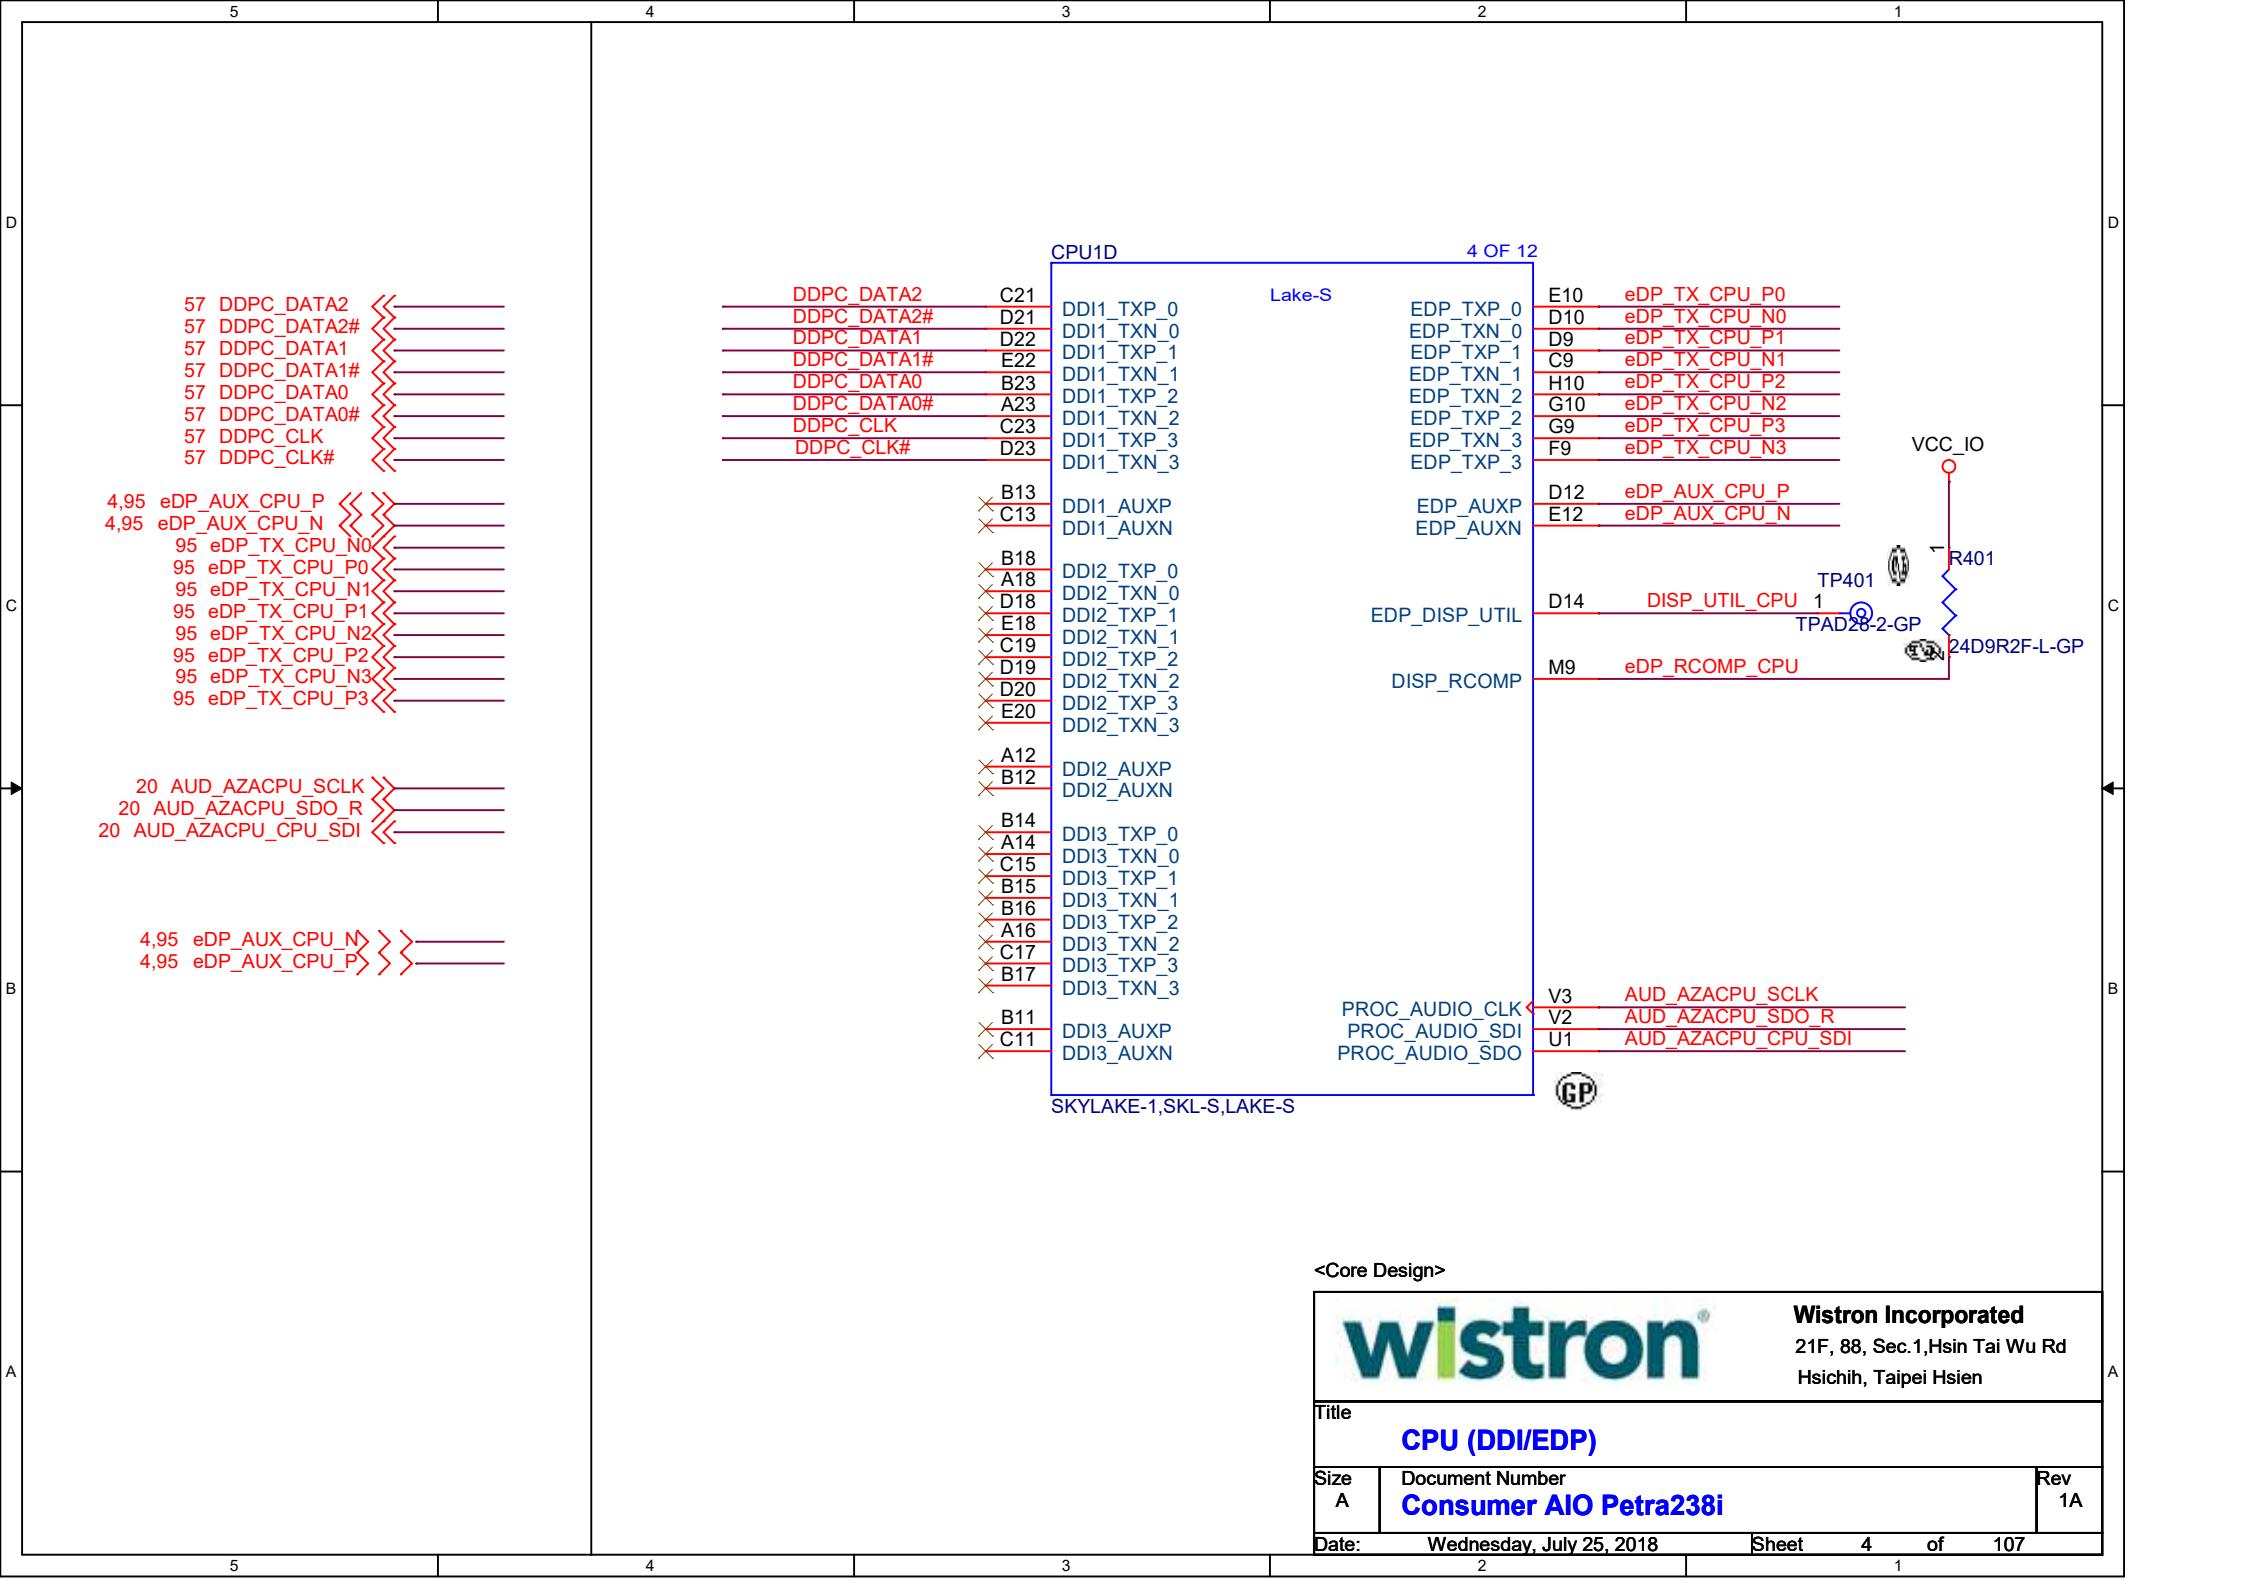 5 4 3 2 1
D D
C C
B B
A A
57 DDPC_DATA2
57 DDPC_DATA2#
57 DDPC_DATA1
57 DDPC_DATA1#
57 DDPC_DATA0
57 DDPC_DATA0#
57 DDPC_CLK
57 DDPC_CLK#
4,95 eDP_AUX_CPU_P
4,95 eDP_AUX_CPU_N
95 eDP_TX_CPU_N0
95 eDP_TX_CPU_P0
95 eDP_TX_CPU_N1
95 eDP_TX_CPU_P1
95 eDP_TX_CPU_N2
95 eDP_TX_CPU_P2
95 eDP_TX_CPU_N3
95 eDP_TX_CPU_P3
20 AUD_AZACPU_SCLK
20 AUD_AZACPU_SDO_R
20 AUD_AZACPU_CPU_SDI
4,95 eDP_AUX_CPU_N
4,95 eDP_AUX_CPU_P
CPU1D 4 OF 12
Lake-S
DDPC_DATA2 C21 DDI1_TXP_0
DDPC_DATA2# D21 DDI1_TXN_0
DDPC_DATA1 D22 DDI1_TXP_1
DDPC_DATA1# E22 DDI1_TXN_1
DDPC_DATA0 B23 DDI1_TXP_2
DDPC_DATA0# A23 DDI1_TXN_2
DDPC_CLK C23 DDI1_TXP_3
DDPC_CLK# D23 DDI1_TXN_3
B13 DDI1_AUXP
C13 DDI1_AUXN
B18 DDI2_TXP_0
A18 DDI2_TXN_0
D18 DDI2_TXP_1
E18 DDI2_TXN_1
C19 DDI2_TXP_2
D19 DDI2_TXN_2
D20 DDI2_TXP_3
E20 DDI2_TXN_3
A12 DDI2_AUXP
B12 DDI2_AUXN
B14 DDI3_TXP_0
A14 DDI3_TXN_0
C15 DDI3_TXP_1
B15 DDI3_TXN_1
B16 DDI3_TXP_2
A16 DDI3_TXN_2
C17 DDI3_TXP_3
B17 DDI3_TXN_3
B11 DDI3_AUXP
C11 DDI3_AUXN
EDP_TXP_0 E10 eDP_TX_CPU_P0
EDP_TXN_0 D10 eDP_TX_CPU_N0
EDP_TXP_1 D9 eDP_TX_CPU_P1
EDP_TXN_1 C9 eDP_TX_CPU_N1
EDP_TXN_2 H10 eDP_TX_CPU_P2
EDP_TXP_2 G10 eDP_TX_CPU_N2
EDP_TXN_3 G9 eDP_TX_CPU_P3
EDP_TXP_3 F9 eDP_TX_CPU_N3
EDP_AUXP D12 eDP_AUX_CPU_P
EDP_AUXN E12 eDP_AUX_CPU_N
EDP_DISP_UTIL D14 DISP_UTIL_CPU 1
TP401
TPAD28-2-GP
DISP_RCOMP M9 eDP_RCOMP_CPU
VCC_IO
1
R401
24D9R2F-L-GP
2
PROC_AUDIO_CLK V3 AUD_AZACPU_SCLK
PROC_AUDIO_SDI V2 AUD_AZACPU_SDO_R
PROC_AUDIO_SDO U1 AUD_AZACPU_CPU_SDI
GP
SKYLAKE-1,SKL-S,LAKE-S
<Core Design>
wistron®
Wistron Incorporated
21F, 88, Sec.1,Hsin Tai Wu Rd
Hsichih, Taipei Hsien
Title
CPU (DDI/EDP)
Size Document Number Rev
A Consumer AIO Petra238i 1A
Date: Wednesday, July 25, 2018 Sheet 4 of 107
5 4 3 2 1